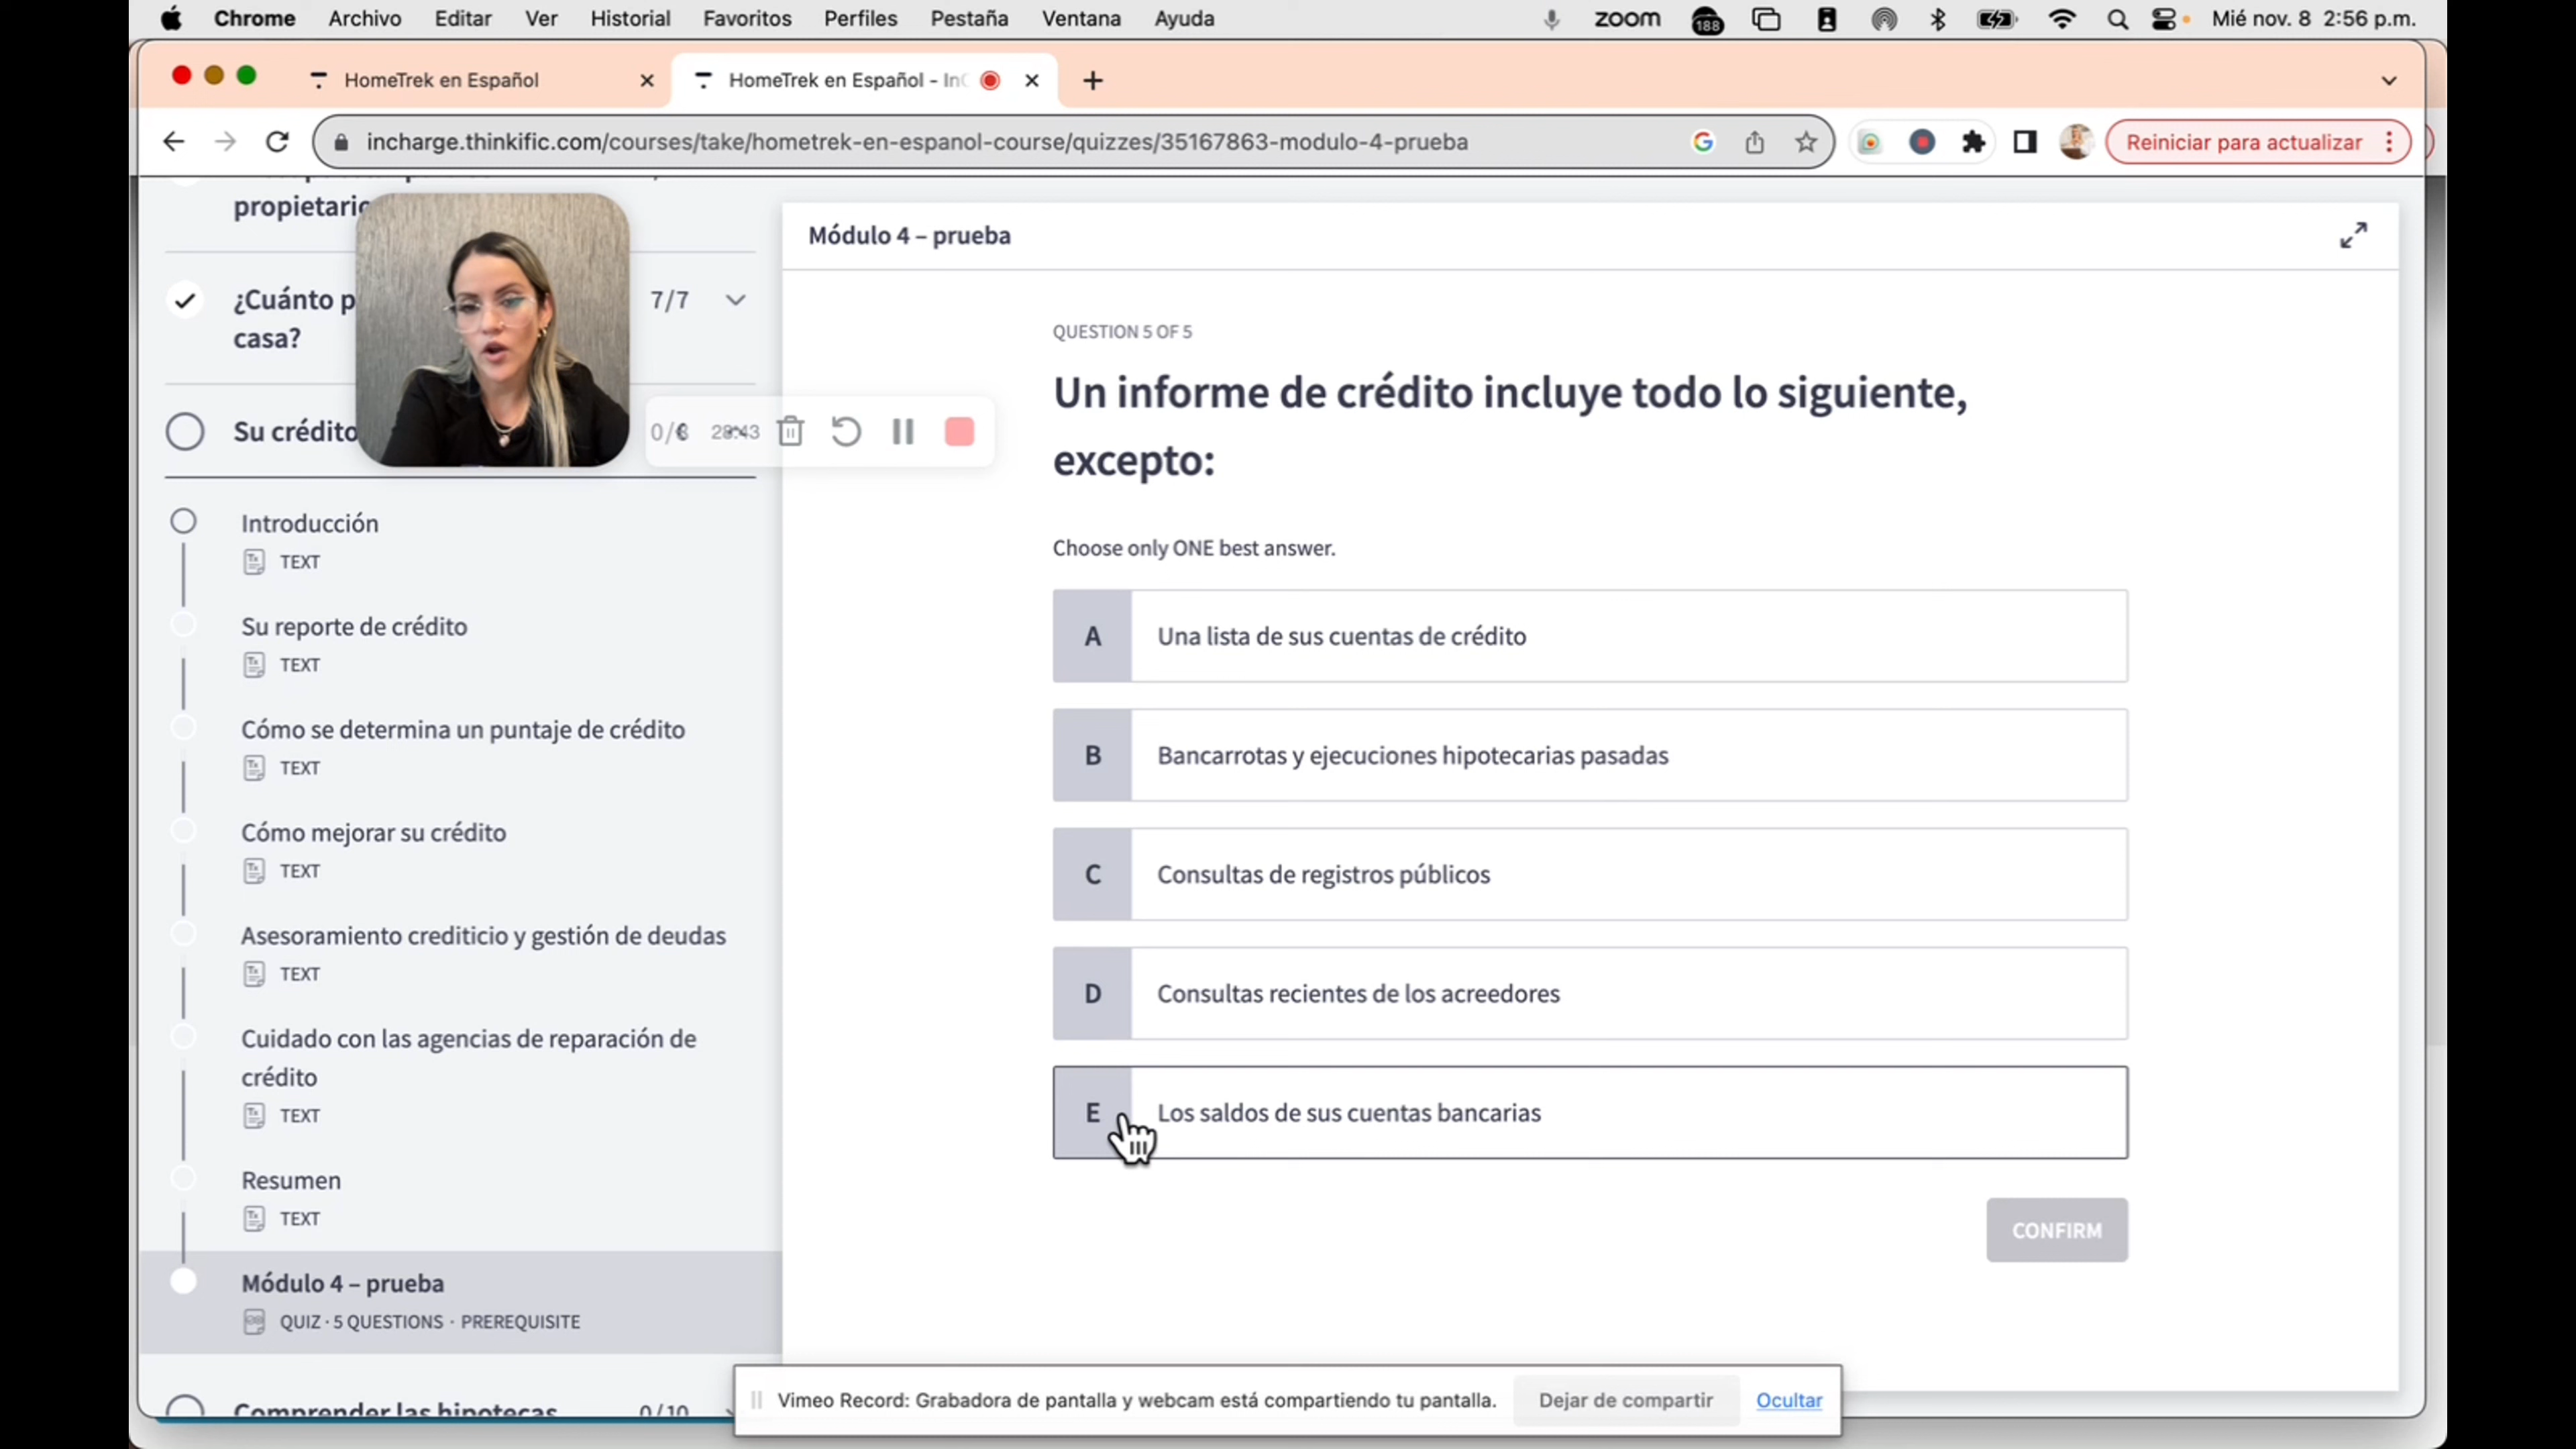 Chrome Archivo Editar Ver Historial Favoritos Perfiles Pestaña Ventana Ayuda zoom 188 Mié nov. 8 2:56 p.m.
HomeTrek en Español
HomeTrek en Español - In
incharge.thinkific.com/courses/take/hometrek-en-espanol-course/quizzes/35167863-modulo-4-prueba
Reiniciar para actualizar
propietario
¿Cuánto p
casa?
7/7
Su crédito
0/
Introducción
TEXT
Su reporte de crédito
TEXT
Cómo se determina un puntaje de crédito
TEXT
Cómo mejorar su crédito
TEXT
Asesoramiento crediticio y gestión de deudas
TEXT
Cuidado con las agencias de reparación de
crédito
TEXT
Resumen
TEXT
Módulo 4 – prueba
QUIZ · 5 QUESTIONS · PREREQUISITE
Comprender las hipotecas 0/10
Módulo 4 – prueba
QUESTION 5 OF 5
Un informe de crédito incluye todo lo siguiente,
excepto:
Choose only ONE best answer.
A Una lista de sus cuentas de crédito
B Bancarrotas y ejecuciones hipotecarias pasadas
C Consultas de registros públicos
D Consultas recientes de los acreedores
E Los saldos de sus cuentas bancarias
CONFIRM
Vimeo Record: Grabadora de pantalla y webcam está compartiendo tu pantalla. Dejar de compartir Ocultar